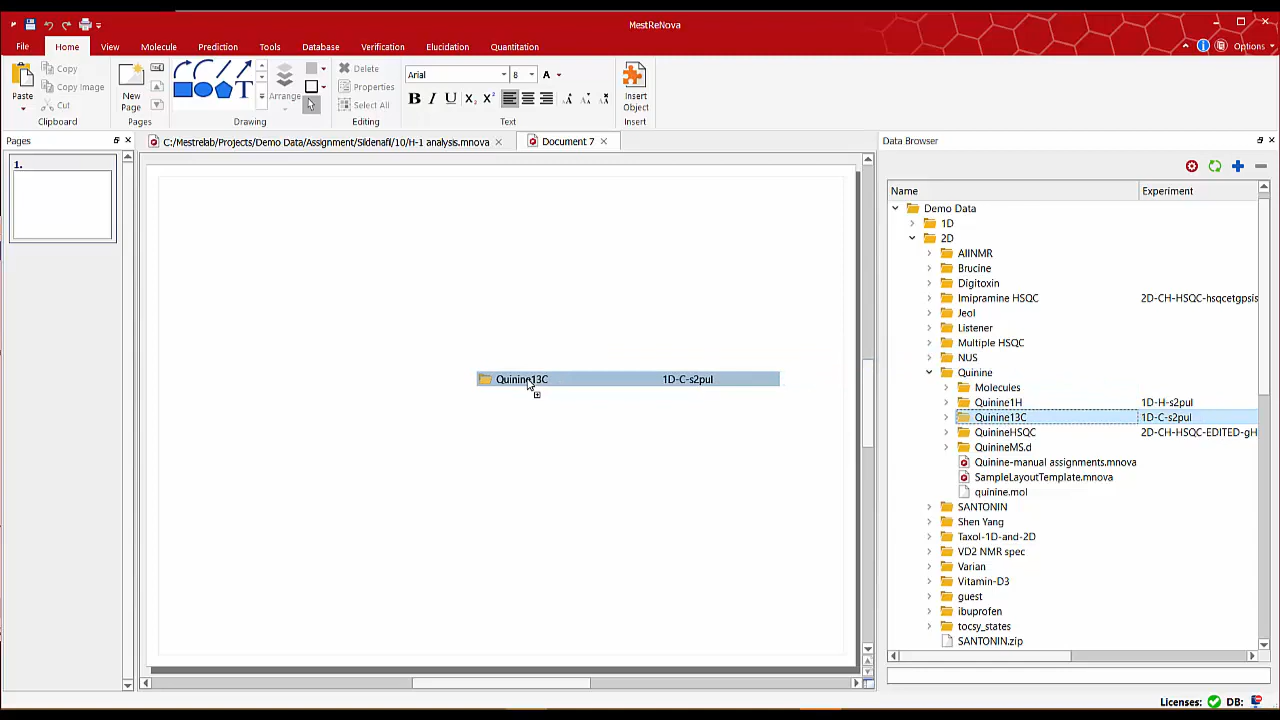 MestReNova
File Home View Molecule Prediction Tools Database Verification Elucidation Quantitation Options
Copy Delete Arial 8 A
Paste Copy Image New Page T Arrange Properties Insert Object
Cut Select All B I U X₂ X²
Clipboard Pages Drawing Editing Text Insert
Pages C:/Mestrelab/Projects/Demo Data/Assignment/Sildenafil/10/H-1 analysis.mnova Document 7 Data Browser
1.
Name Experiment
Demo Data
1D
2D
AllNMR
Brucine
Digitoxin
Imipramine HSQC 2D-CH-HSQC-hsqcetgpsis
Jeol
Listener
Multiple HSQC
NUS
Quinine
Quinine13C 1D-C-s2pul
Molecules
Quinine1H 1D-H-s2pul
Quinine13C 1D-C-s2pul
QuinineHSQC 2D-CH-HSQC-EDITED-gH
QuinineMS.d
Quinine-manual assignments.mnova
SampleLayoutTemplate.mnova
quinine.mol
SANTONIN
Shen Yang
Taxol-1D-and-2D
VD2 NMR spec
Varian
Vitamin-D3
guest
ibuprofen
tocsy_states
SANTONIN.zip
Licenses: DB: